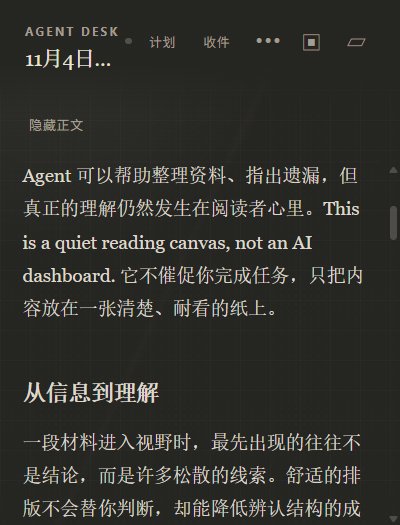 AGENT DESK
11月4日...
计划
收件
隐藏正文
Agent 可以帮助整理资料、指出遗漏，但
真正的理解仍然发生在阅读者心里。This
is a quiet reading canvas, not an AI
dashboard. 它不催促你完成任务，只把内
容放在一张清楚、耐看的纸上。
从信息到理解
一段材料进入视野时，最先出现的往往不
是结论，而是许多松散的线索。舒适的排
版不会替你判断，却能降低辨认结构的成